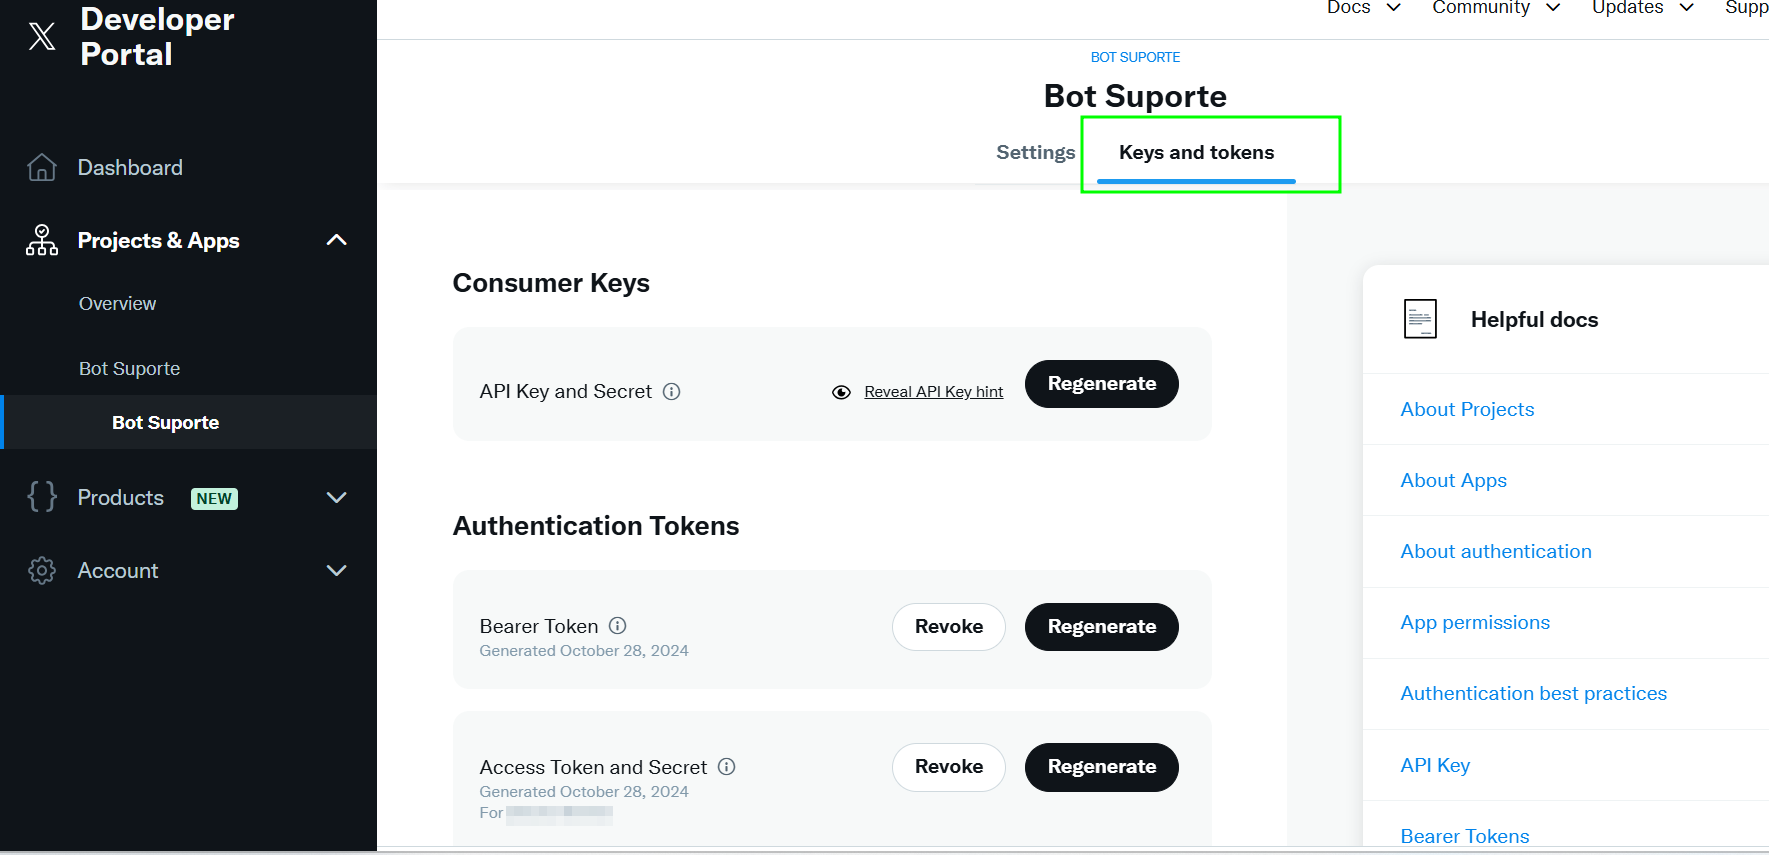 Developer
Portal
Dashboard
Projects & Apps
Overview
Bot Suporte
Bot Suporte
Products NEW
Account
Docs Community Updates Supp
BOT SUPORTE
Bot Suporte
Settings Keys and tokens
Consumer Keys
API Key and Secret Reveal API Key hint Regenerate
Authentication Tokens
Bearer Token Revoke Regenerate
Generated October 28, 2024
Access Token and Secret Revoke Regenerate
Generated October 28, 2024
For
Helpful docs
About Projects
About Apps
About authentication
App permissions
Authentication best practices
API Key
Bearer Tokens